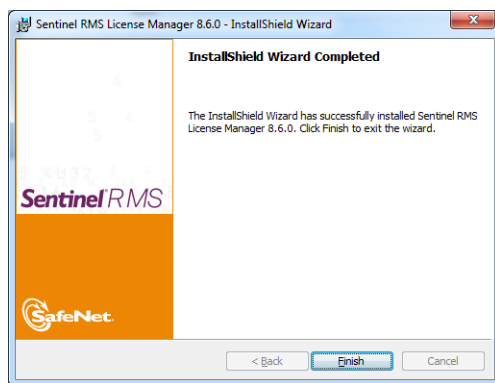 Sentinel RMS License Manager 8.6.0 - InstallShield Wizard
InstallShield Wizard Completed
The InstallShield Wizard has successfully installed Sentinel RMS
License Manager 8.6.0. Click Finish to exit the wizard.
Sentinel RMS
SafeNet.
< Back
Finish
Cancel